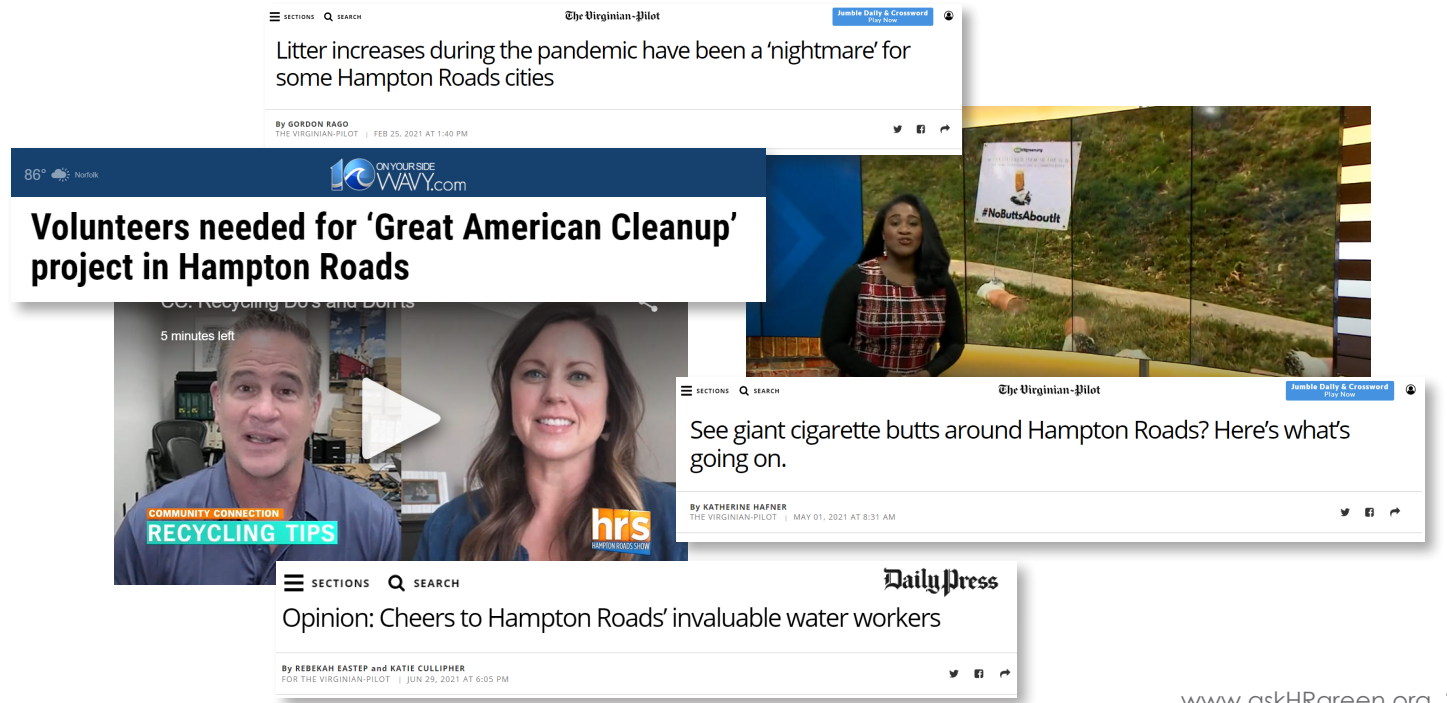 SECTIONS SEARCH The Virginian-Pilot Jumble Daily & Crossword
Play Now
Litter increases during the pandemic have been a ‘nightmare’ for
some Hampton Roads cities
By GORDON RAGO
THE VIRGINIAN-PILOT | FEB 25, 2021 AT 1:40 PM
86° Norfolk
10 ON YOUR SIDE
WAVY.com
Volunteers needed for ‘Great American Cleanup’
project in Hampton Roads
#NoButtsAboutIt
CC: Recycling Do's and Don'ts
5 minutes left
COMMUNITY CONNECTION
RECYCLING TIPS
hrs
HAMPTON ROADS SHOW
SECTIONS SEARCH The Virginian-Pilot Jumble Daily & Crossword
Play Now
See giant cigarette butts around Hampton Roads? Here’s what’s
going on.
By KATHERINE HAFNER
THE VIRGINIAN-PILOT | MAY 01, 2021 AT 8:31 AM
SECTIONS SEARCH Daily Press
Opinion: Cheers to Hampton Roads’ invaluable water workers
By REBEKAH EASTEP and KATIE CULLIPHER
FOR THE VIRGINIAN-PILOT | JUN 29, 2021 AT 6:05 PM
www.askHRgreen.org